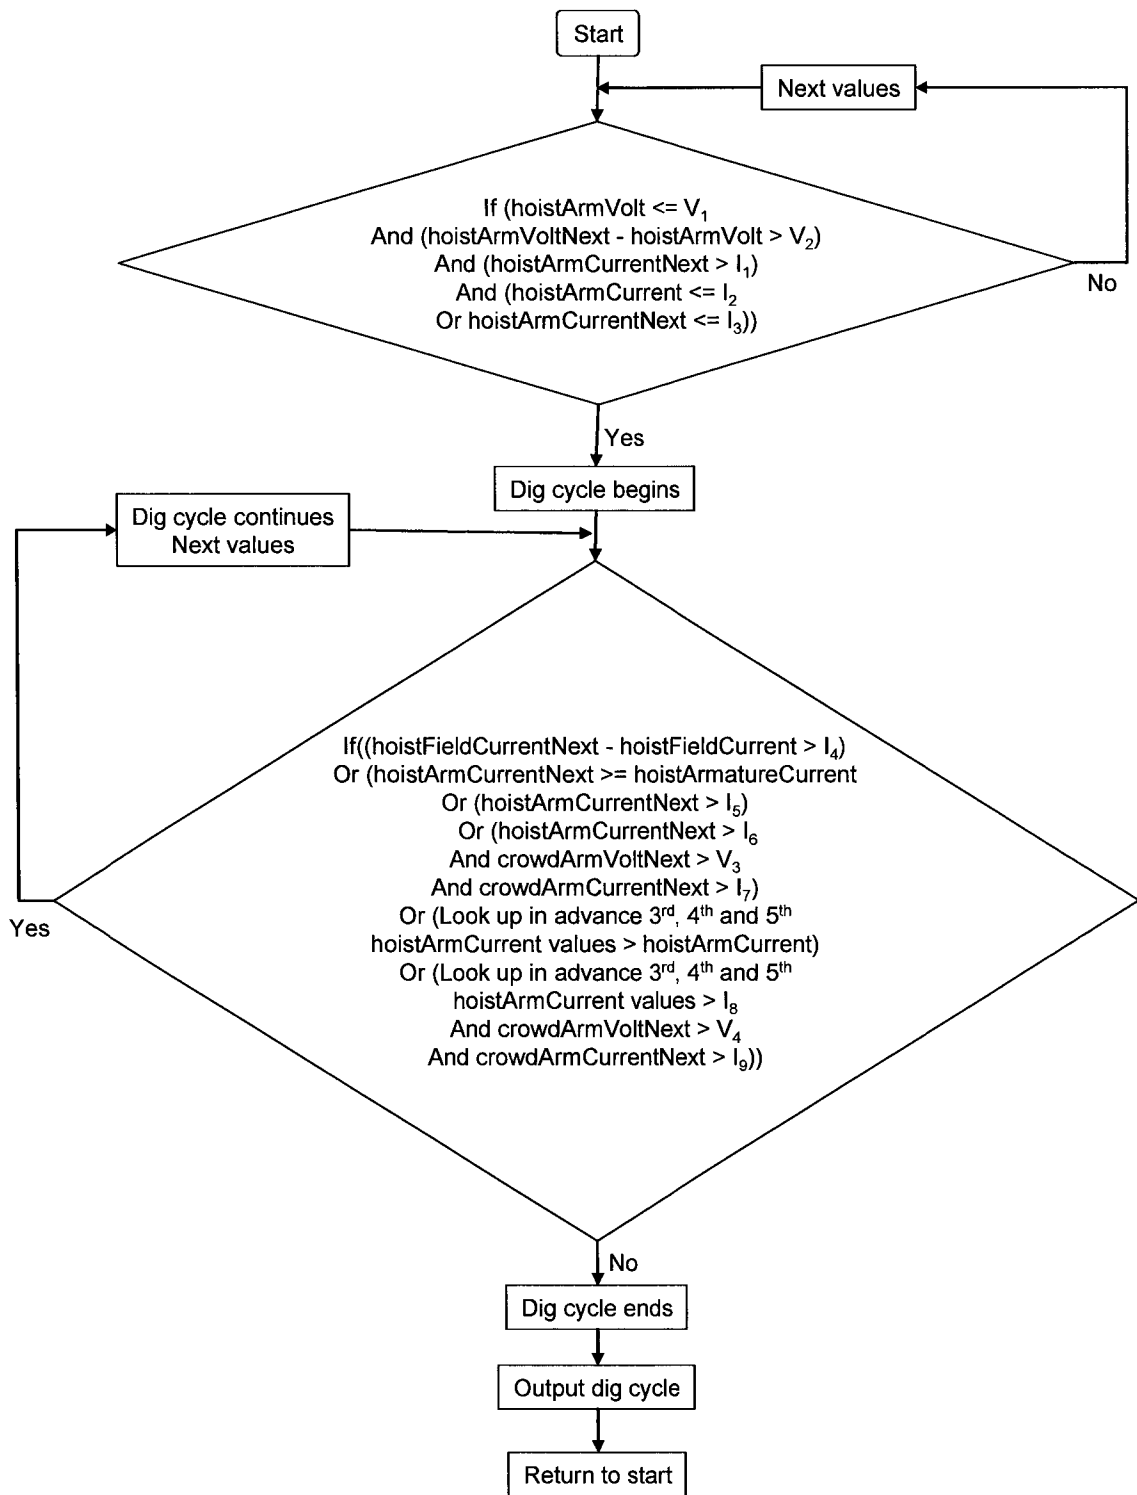 Start
Next values
If (hoistArmVolt <= V₁
And (hoistArmVoltNext - hoistArmVolt > V₂)
And (hoistArmCurrentNext > I₁)
And (hoistArmCurrent <= I₂
Or hoistArmCurrentNext <= I₃))
No
Yes
Dig cycle begins
Dig cycle continues
Next values
If((hoistFieldCurrentNext - hoistFieldCurrent > I₄)
Or (hoistArmCurrentNext >= hoistArmatureCurrent
Or (hoistArmCurrentNext > I₅)
Or (hoistArmCurrentNext > I₆
And crowdArmVoltNext > V₃
And crowdArmCurrentNext > I₇)
Or (Look up in advance 3rd, 4th and 5th
hoistArmCurrent values > hoistArmCurrent)
Or (Look up in advance 3rd, 4th and 5th
hoistArmCurrent values > I₈
And crowdArmVoltNext > V₄
And crowdArmCurrentNext > I₉))
Yes
No
Dig cycle ends
Output dig cycle
Return to start